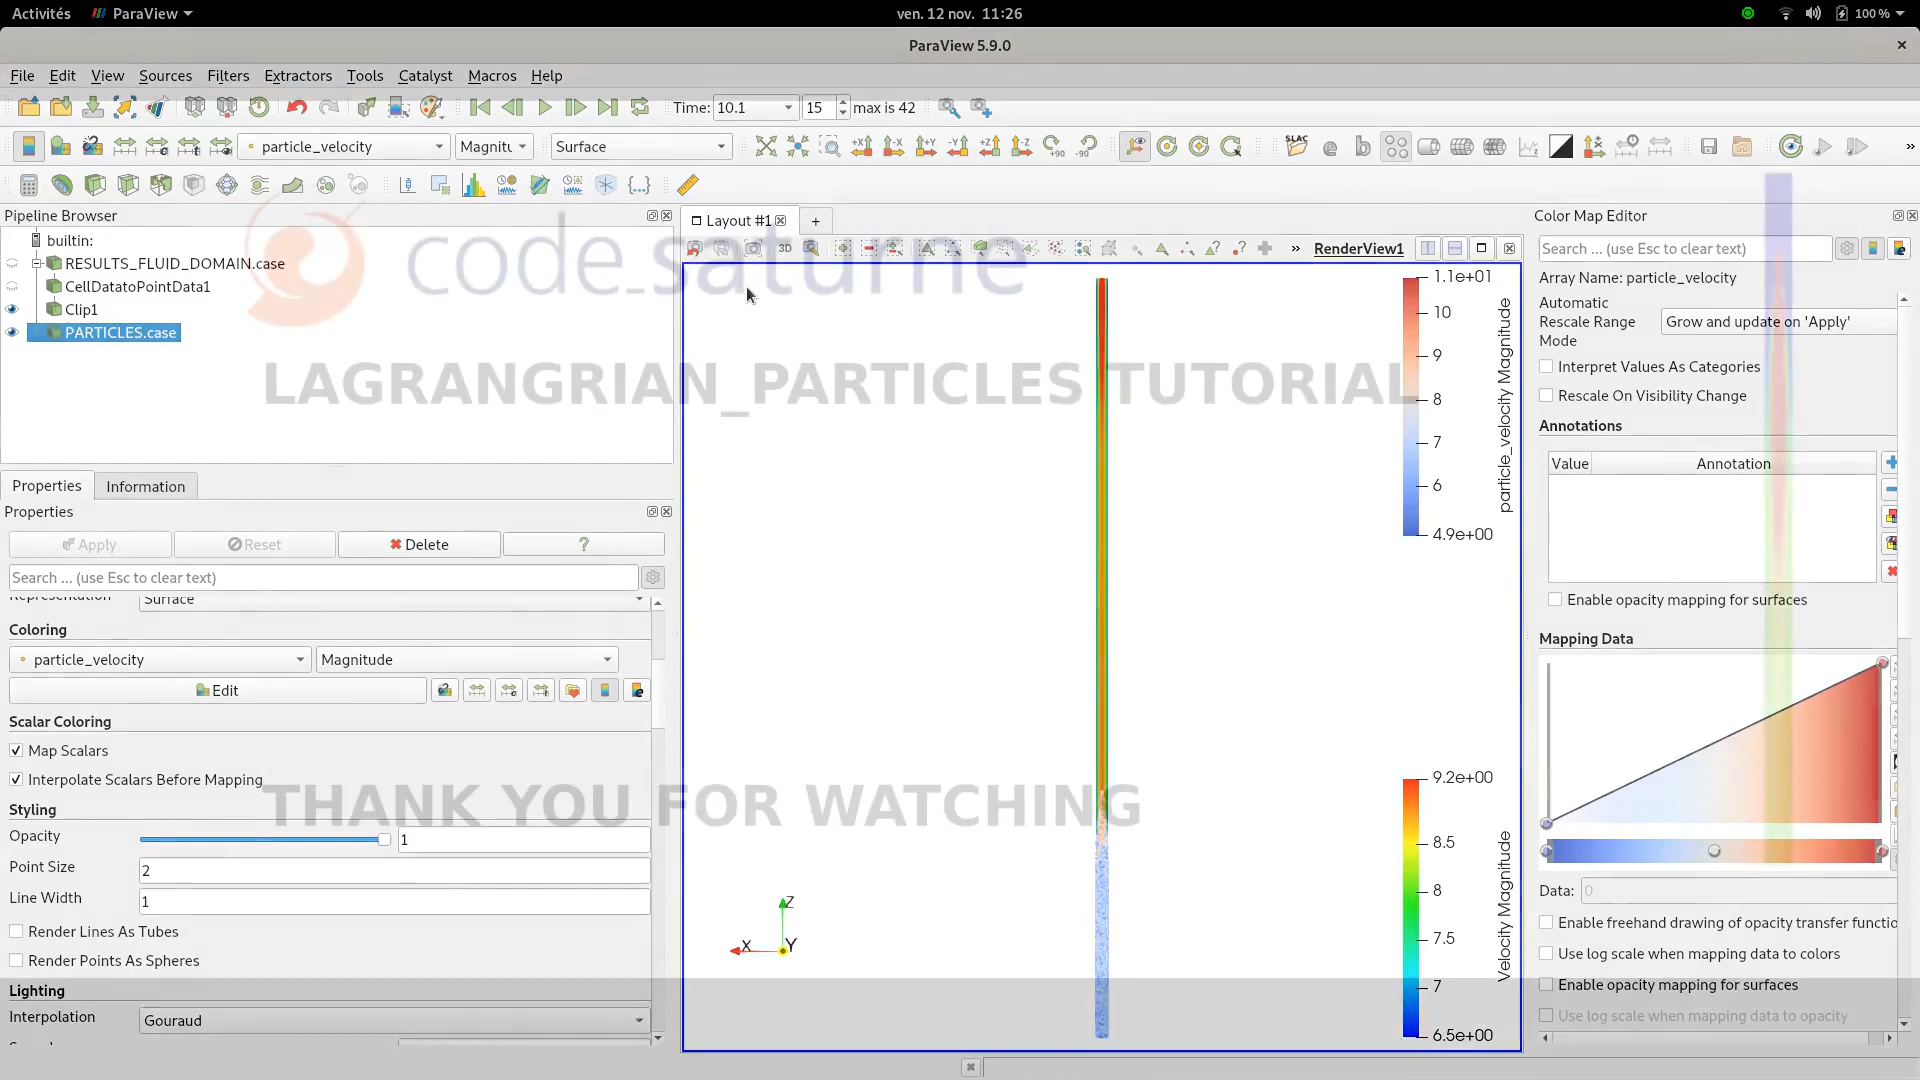 Activités
ParaView
ven. 12 nov. 11:26
100 %
ParaView 5.9.0
File Edit View Sources Filters Extractors Tools Catalyst Macros Help
Time: 10.1 15 max is 42
particle_velocity Magnitu Surface
SLAC
Pipeline Browser
builtin:
RESULTS_FLUID_DOMAIN.case
CellDatatoPointData1
Clip1
PARTICLES.case
code_saturne
LAGRANGRIAN_PARTICLES TUTORIAL
THANK YOU FOR WATCHING
Properties Information
Properties
Apply Reset Delete ?
Search ... (use Esc to clear text)
Representation Surface
Coloring
particle_velocity Magnitude
Edit
Scalar Coloring
Map Scalars
Interpolate Scalars Before Mapping
Styling
Opacity 1
Point Size 2
Line Width 1
Render Lines As Tubes
Render Points As Spheres
Lighting
Interpolation Gouraud
Layout #1
+
3D
RenderView1
1.1e+01
10
9
8
7
6
4.9e+00
particle_velocity Magnitude
9.2e+00
8.5
8
7.5
7
6.5e+00
Velocity Magnitude
Z
X
Y
Color Map Editor
Search ... (use Esc to clear text)
Array Name: particle_velocity
Automatic
Rescale Range
Mode
Grow and update on 'Apply'
Interpret Values As Categories
Rescale On Visibility Change
Annotations
Value Annotation
Enable opacity mapping for surfaces
Mapping Data
Data: 0
Enable freehand drawing of opacity transfer functio
Use log scale when mapping data to colors
Enable opacity mapping for surfaces
Use log scale when mapping data to opacity